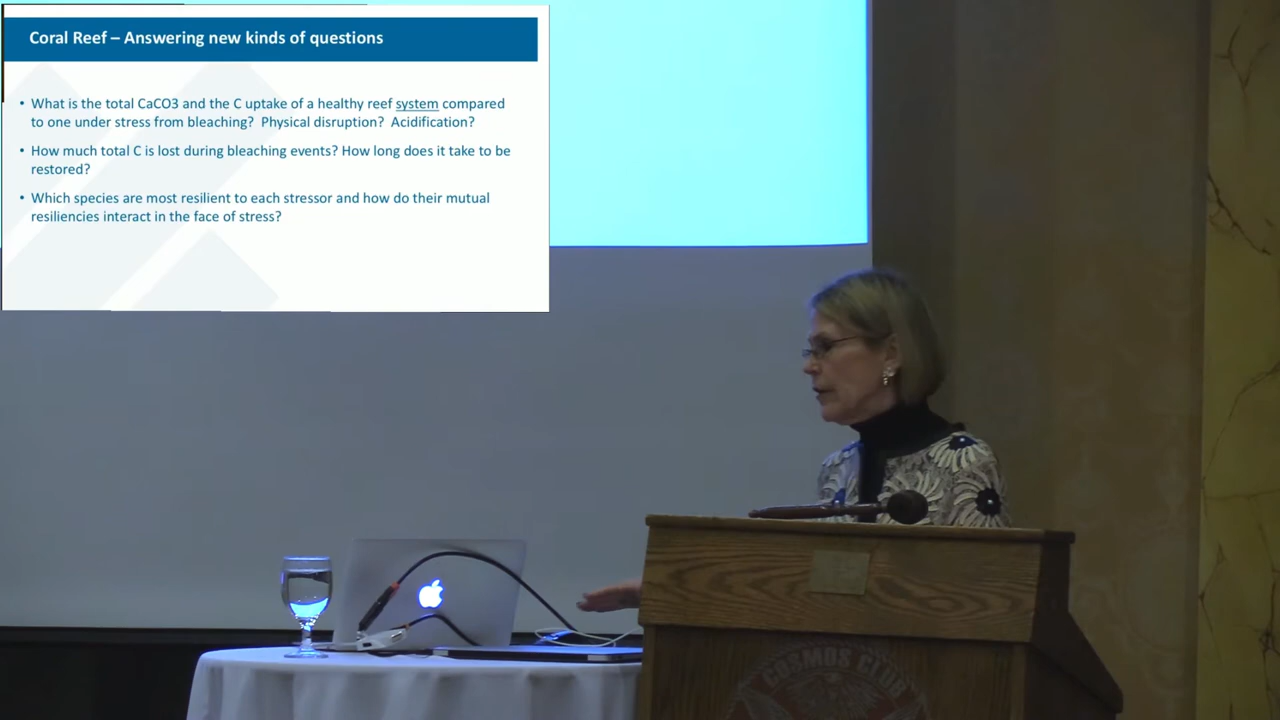 Coral Reef – Answering new kinds of questions
• What is the total CaCO3 and the C uptake of a healthy reef system compared
to one under stress from bleaching? Physical disruption? Acidification?
• How much total C is lost during bleaching events? How long does it take to be
restored?
• Which species are most resilient to each stressor and how do their mutual
resiliencies interact in the face of stress?
COSMOS CLUB